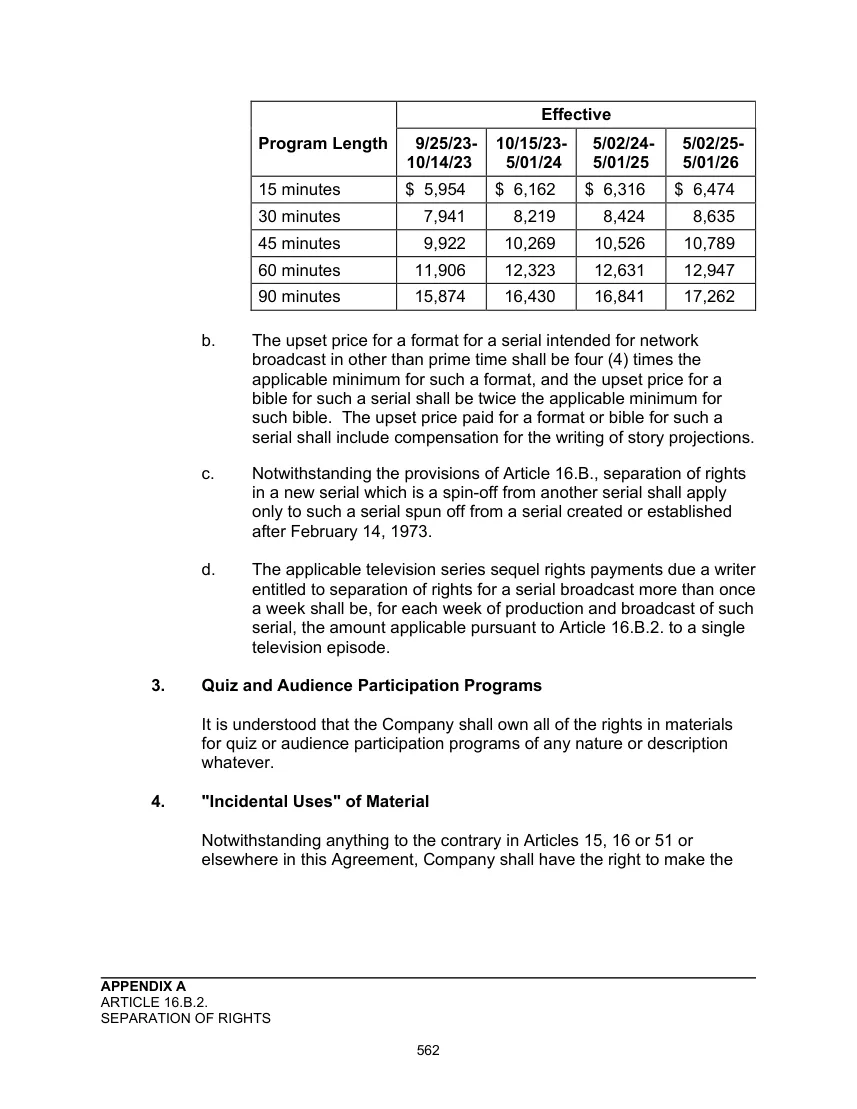 Effective
Program Length
9/25/23- 10/15/23- 5/02/24- 5/02/25-
10/14/23 5/01/24 5/01/25 5/01/26
15 minutes $ 5,954 $ 6,162 $ 6,316 $ 6,474
30 minutes 7,941 8,219 8,424 8,635
45 minutes 9,922 10,269 10,526 10,789
60 minutes 11,906 12,323 12,631 12,947
90 minutes 15,874 16,430 16,841 17,262
b. The upset price for a format for a serial intended for network
broadcast in other than prime time shall be four (4) times the
applicable minimum for such a format, and the upset price for a
bible for such a serial shall be twice the applicable minimum for
such bible. The upset price paid for a format or bible for such a
serial shall include compensation for the writing of story projections.
c. Notwithstanding the provisions of Article 16.B., separation of rights
in a new serial which is a spin-off from another serial shall apply
only to such a serial spun off from a serial created or established
after February 14, 1973.
d. The applicable television series sequel rights payments due a writer
entitled to separation of rights for a serial broadcast more than once
a week shall be, for each week of production and broadcast of such
serial, the amount applicable pursuant to Article 16.B.2. to a single
television episode.
3. Quiz and Audience Participation Programs
It is understood that the Company shall own all of the rights in materials
for quiz or audience participation programs of any nature or description
whatever.
4. "Incidental Uses" of Material
Notwithstanding anything to the contrary in Articles 15, 16 or 51 or
elsewhere in this Agreement, Company shall have the right to make the
APPENDIX A
ARTICLE 16.B.2.
SEPARATION OF RIGHTS
562